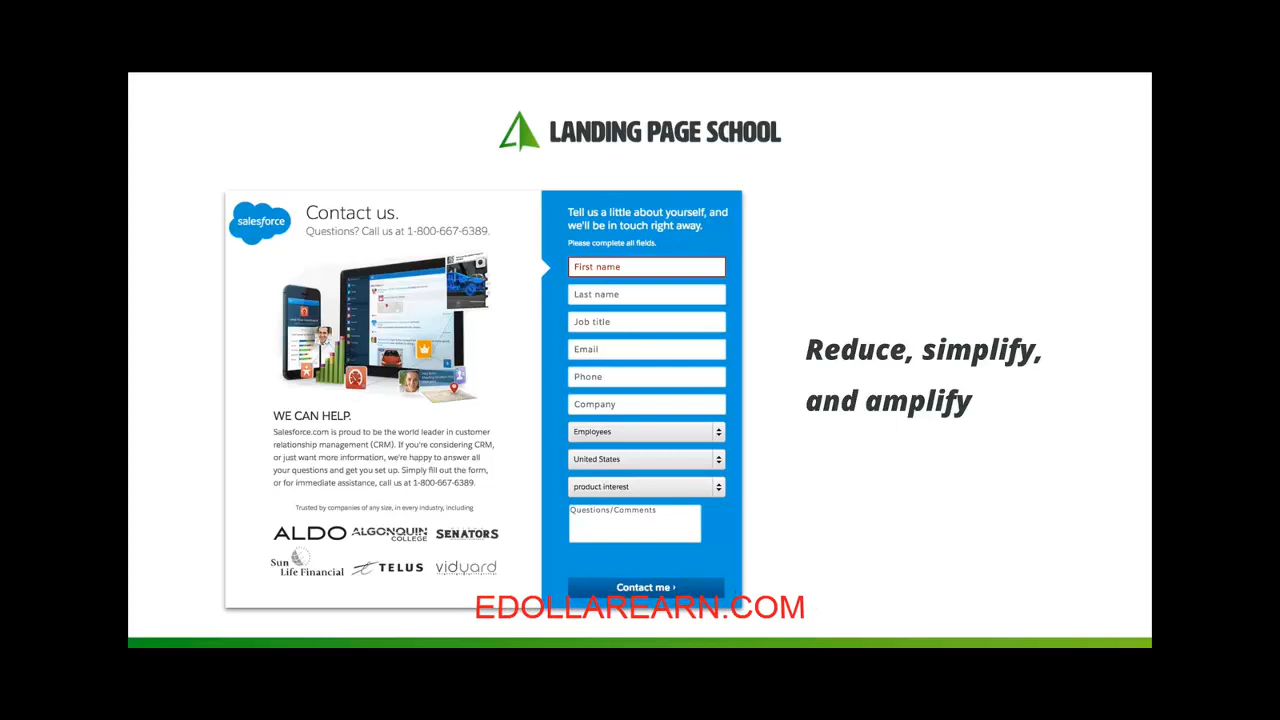 LANDING PAGE SCHOOL
salesforce
Contact us.
Questions? Call us at 1-800-667-6389.
WE CAN HELP.
Salesforce.com is proud to be the world leader in customer
relationship management (CRM). If you're considering CRM,
or just want more information, we're happy to answer all
your questions and get you set up. Simply fill out the form,
or for immediate assistance, call us at 1-800-667-6389.
Trusted by companies of any size, in every industry, including
ALDO ALGONQUIN COLLEGE SENATORS
Sun Life Financial TELUS vidyard
Tell us a little about yourself, and
we'll be in touch right away.
Please complete all fields.
First name
Last name
Job title
Email
Phone
Company
Employees
United States
product interest
Questions/Comments
Contact me ›
Reduce, simplify,
and amplify
EDOLLAREARN.COM